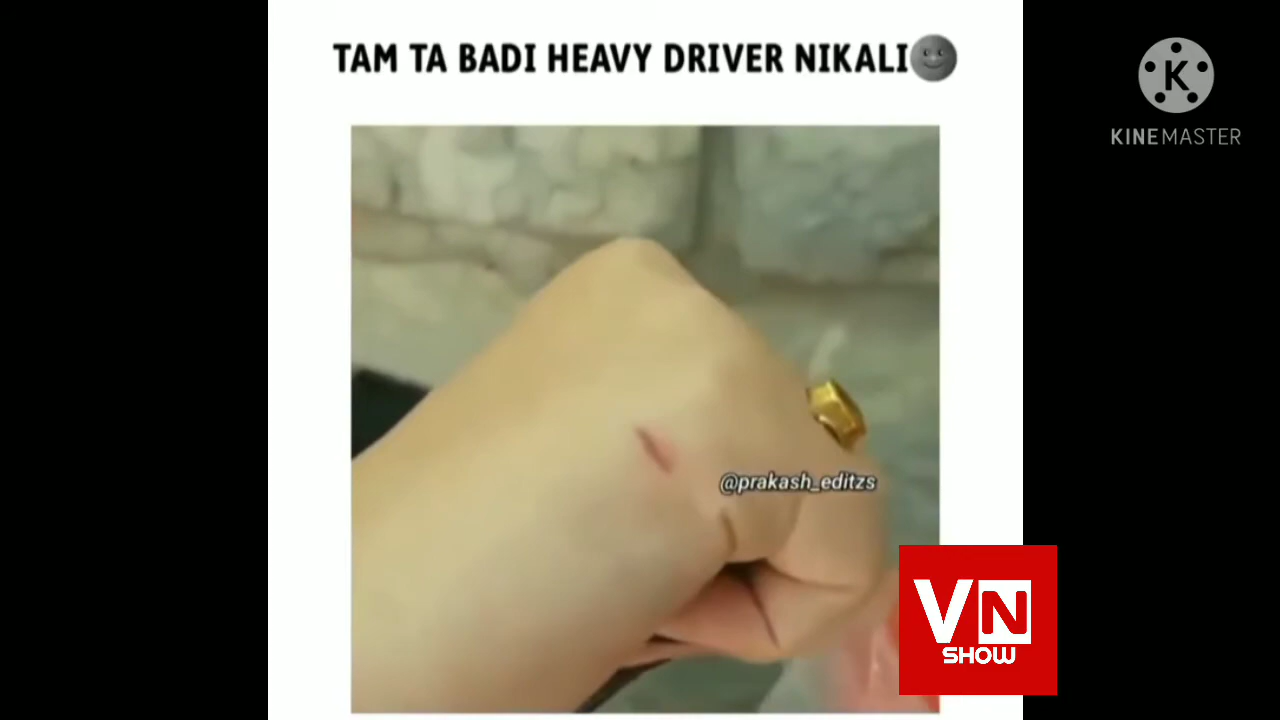 TAM TA BADI HEAVY DRIVER NIKALI🌚
K
KINEMASTER
@prakash_editzs
VN
SHOW